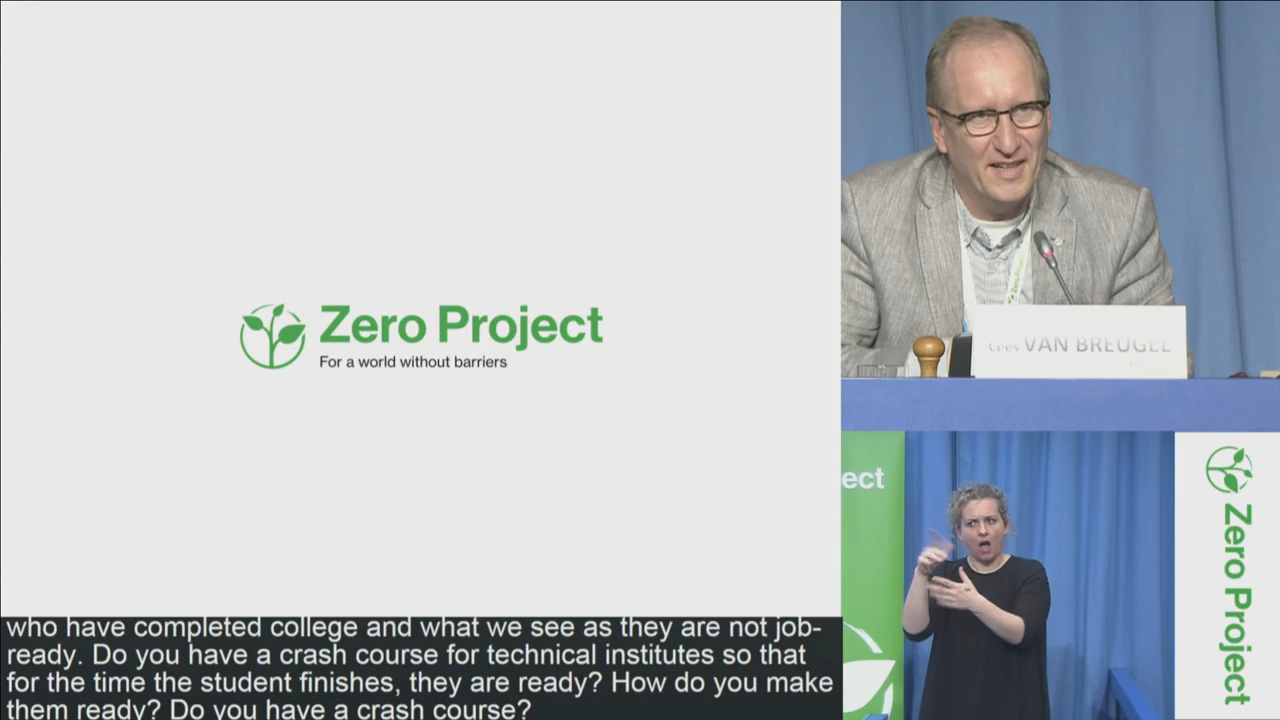 Zero Project
For a world without barriers
Cees VAN BREUGEL
ect
Zero Project
who have completed college and what we see as they are not job-
ready. Do you have a crash course for technical institutes so that
for the time the student finishes, they are ready? How do you make
them ready? Do you have a crash course?